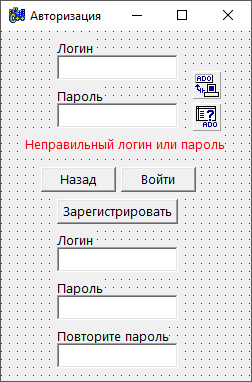 Авторизация
Логин
ADO
Пароль
ADO
Неправильный логин или пароль
Назад Войти
Зарегистрировать
Логин
Пароль
Повторите пароль